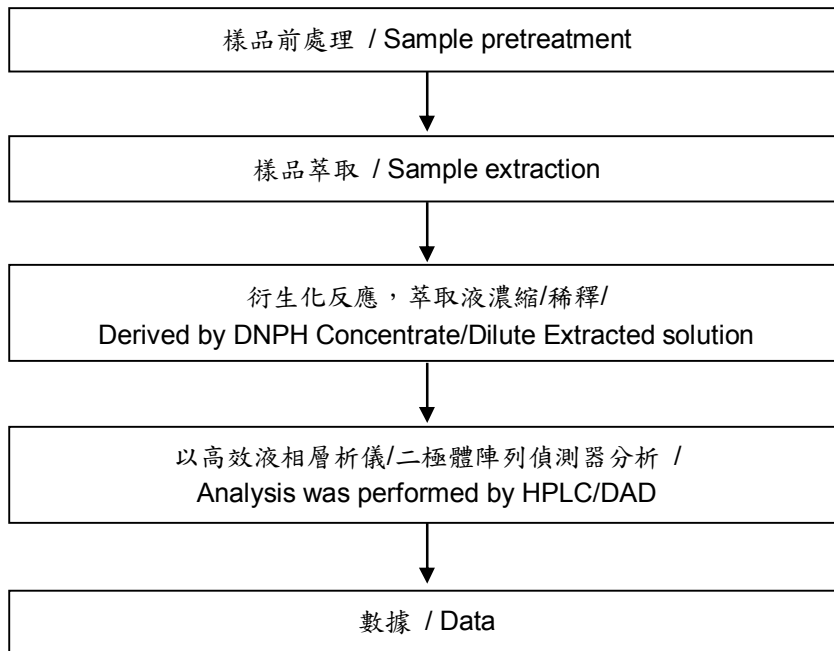 樣品前處理 / Sample pretreatment
樣品萃取 / Sample extraction
衍生化反應，萃取液濃縮/稀釋/
Derived by DNPH Concentrate/Dilute Extracted solution
以高效液相層析儀/二極體陣列偵測器分析 /
Analysis was performed by HPLC/DAD
數據 / Data